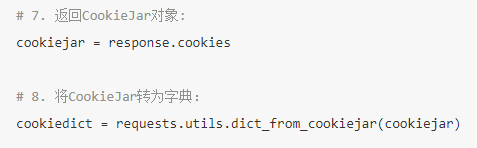 # 7. 返回CookieJar对象:
cookiejar = response.cookies
# 8. 将CookieJar转为字典:
cookiedict = requests.utils.dict_from_cookiejar(cookiejar)